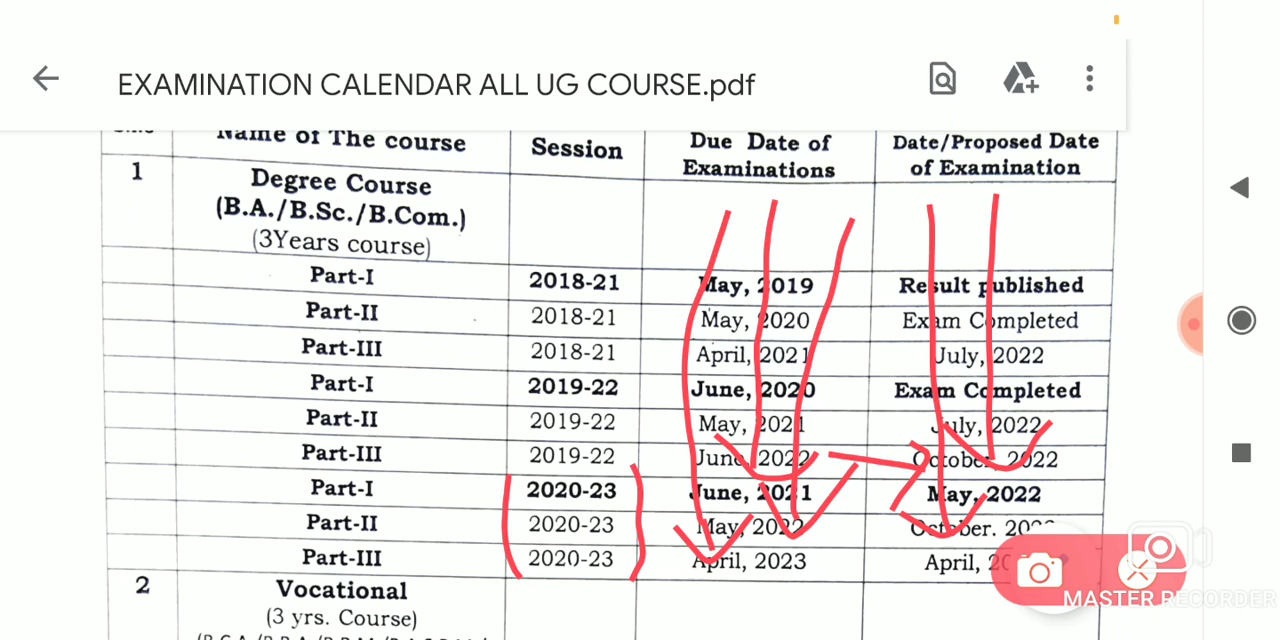 EXAMINATION CALENDAR ALL UG COURSE.pdf
Name of The course Session Due Date of Examinations Date/Proposed Date of Examination
1 Degree Course
(B.A./B.Sc./B.Com.)
(3Years course)
Part-I 2018-21 May, 2019 Result published
Part-II 2018-21 May, 2020 Exam Completed
Part-III 2018-21 April, 2021 July, 2022
Part-I 2019-22 June, 2020 Exam Completed
Part-II 2019-22 May, 2021 July, 2022
Part-III 2019-22 June, 2022 October, 2022
Part-I 2020-23 June, 2021 May, 2022
Part-II 2020-23 May, 2022 October.
Part-III 2020-23 April, 2023 April,
2 Vocational
(3 yrs. Course)
MASTER RECORDER